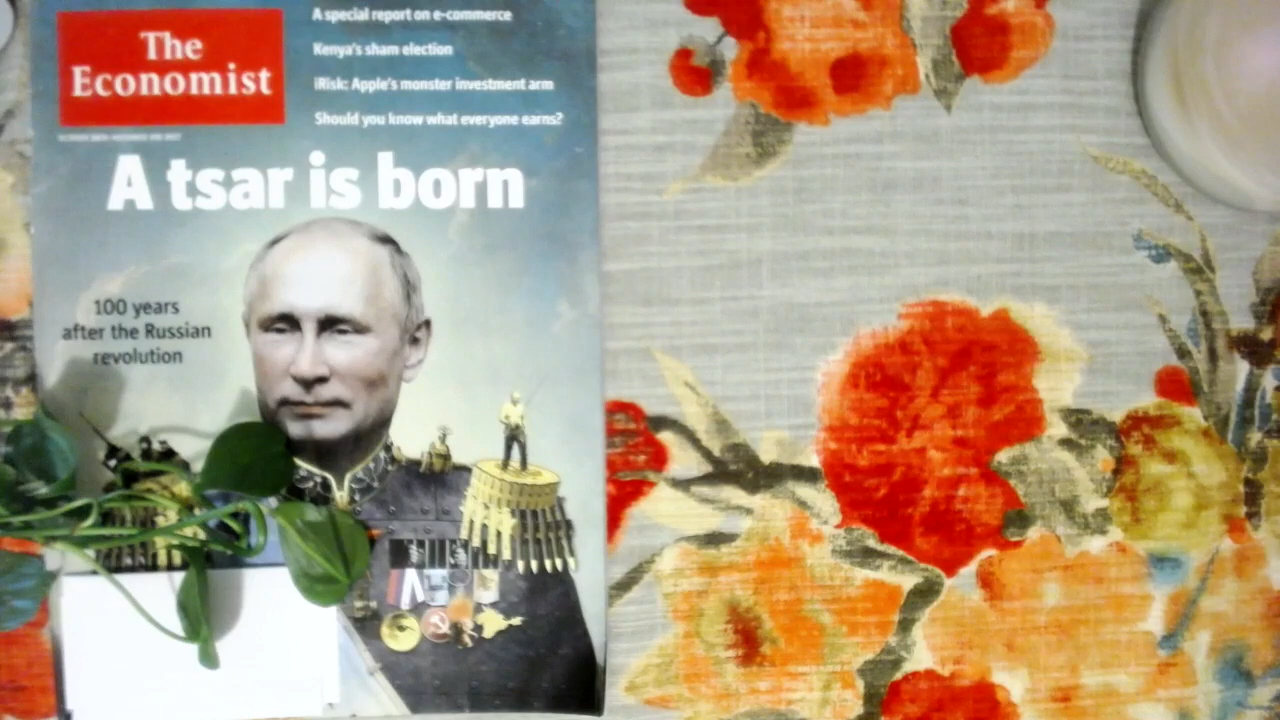 The
Economist
A special report on e-commerce
Kenya's sham election
iRisk: Apple's monster investment arm
Should you know what everyone earns?
A tsar is born
100 years
after the Russian
revolution